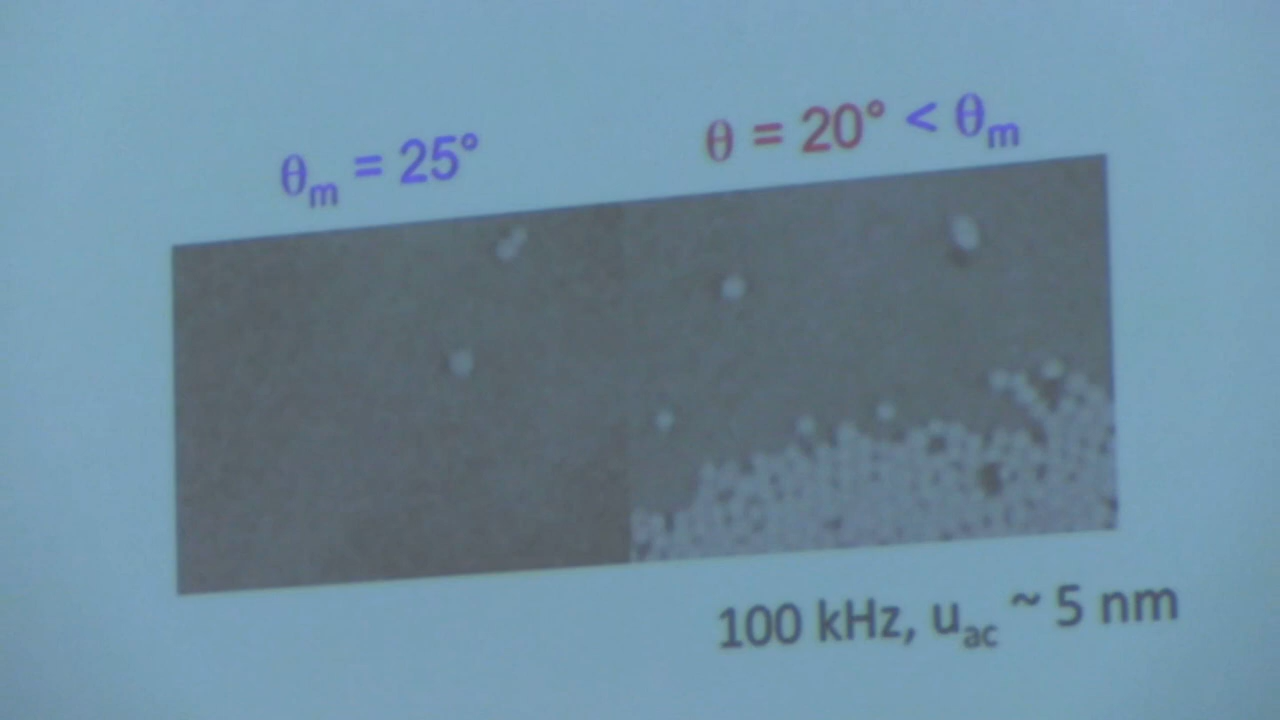 θm = 25°
θ = 20° < θm
100 kHz, uac ~ 5 nm